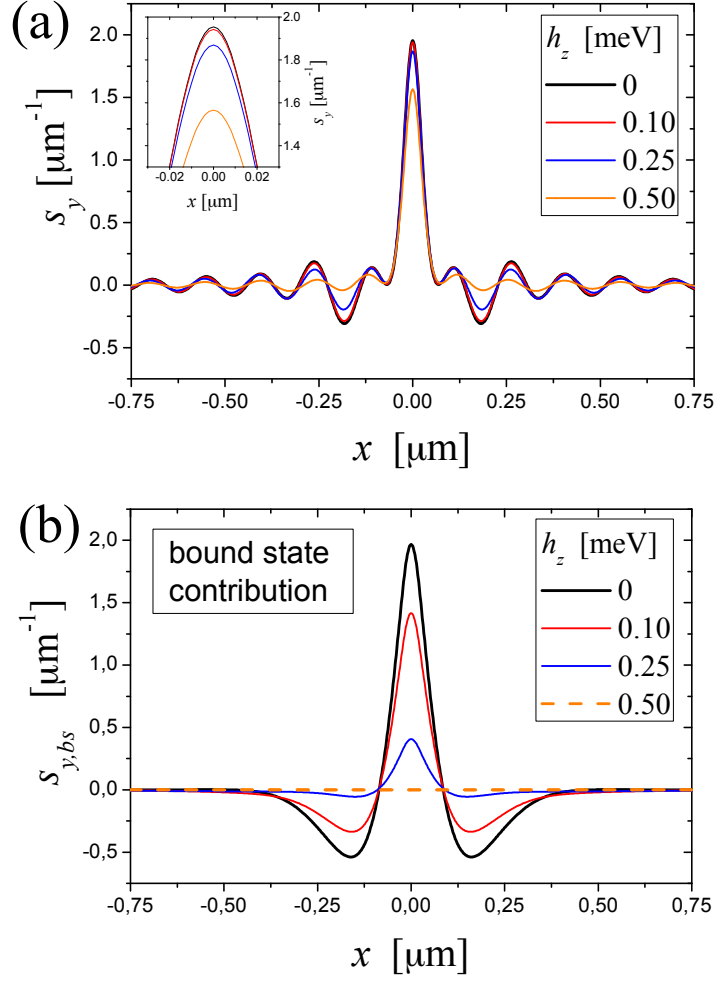 (a)
s_y [μm⁻¹]
2.0
1.5
1.0
0.5
0.0
-0.5
-0.75 -0.50 -0.25 0.00 0.25 0.50 0.75
x [μm]
-0.02 0.00 0.02
x [μm]
2.0
1.8
1.6
1.4
s_y [μm⁻¹]
h_z [meV]
0
0.10
0.25
0.50
(b)
s_{y,bs} [μm⁻¹]
2,0
1,5
1,0
0,5
0,0
-0,5
-0,75 -0,50 -0,25 0,00 0,25 0,50 0,75
x [μm]
bound state
contribution
h_z [meV]
0
0.10
0.25
0.50